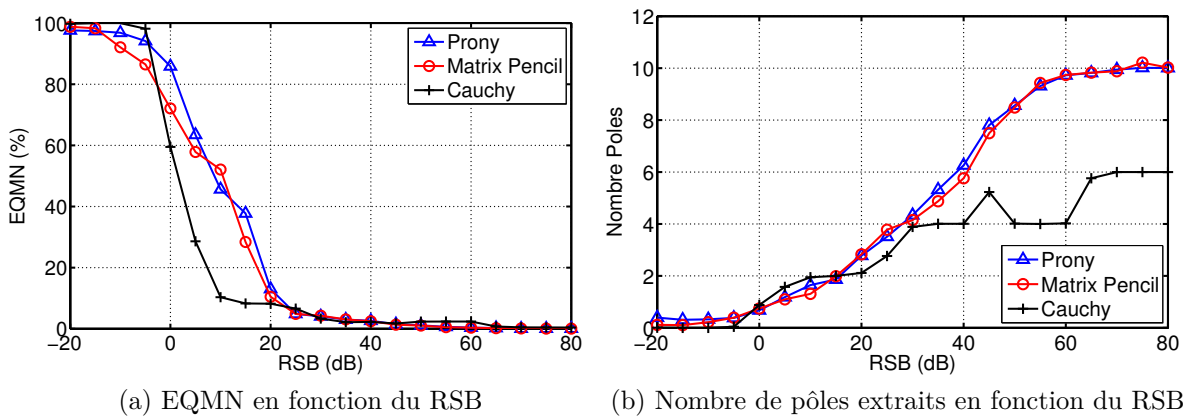 100
80
60
40
20
0
EQMN (%)
−20 0 20 40 60 80
RSB (dB)
Prony
Matrix Pencil
Cauchy
(a) EQMN en fonction du RSB
12
10
8
6
4
2
0
Nombre Poles
−20 0 20 40 60 80
RSB (dB)
Prony
Matrix Pencil
Cauchy
(b) Nombre de pôles extraits en fonction du RSB